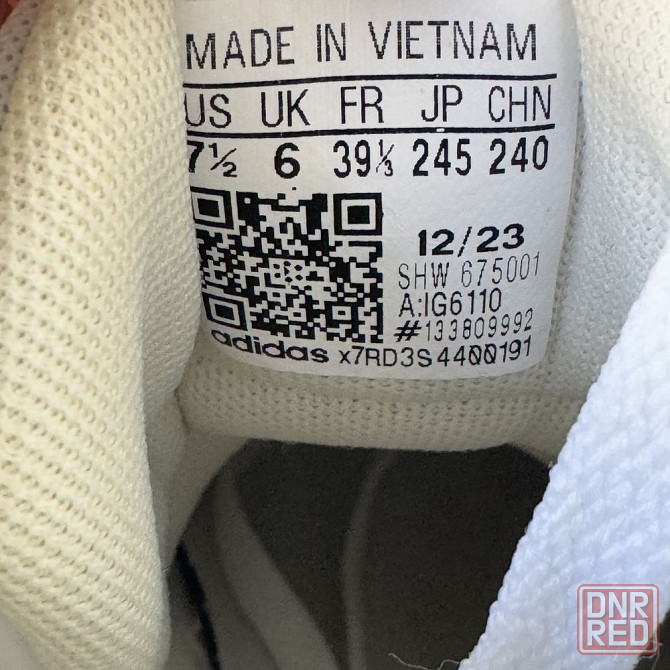 MADE IN VIETNAM
US UK FR JP CHN
7½ 6 39⅓ 245 240
12/23
SHW 675001
A:IG6110
#133809992
adidas x7RD3S4400191
DNR
RED